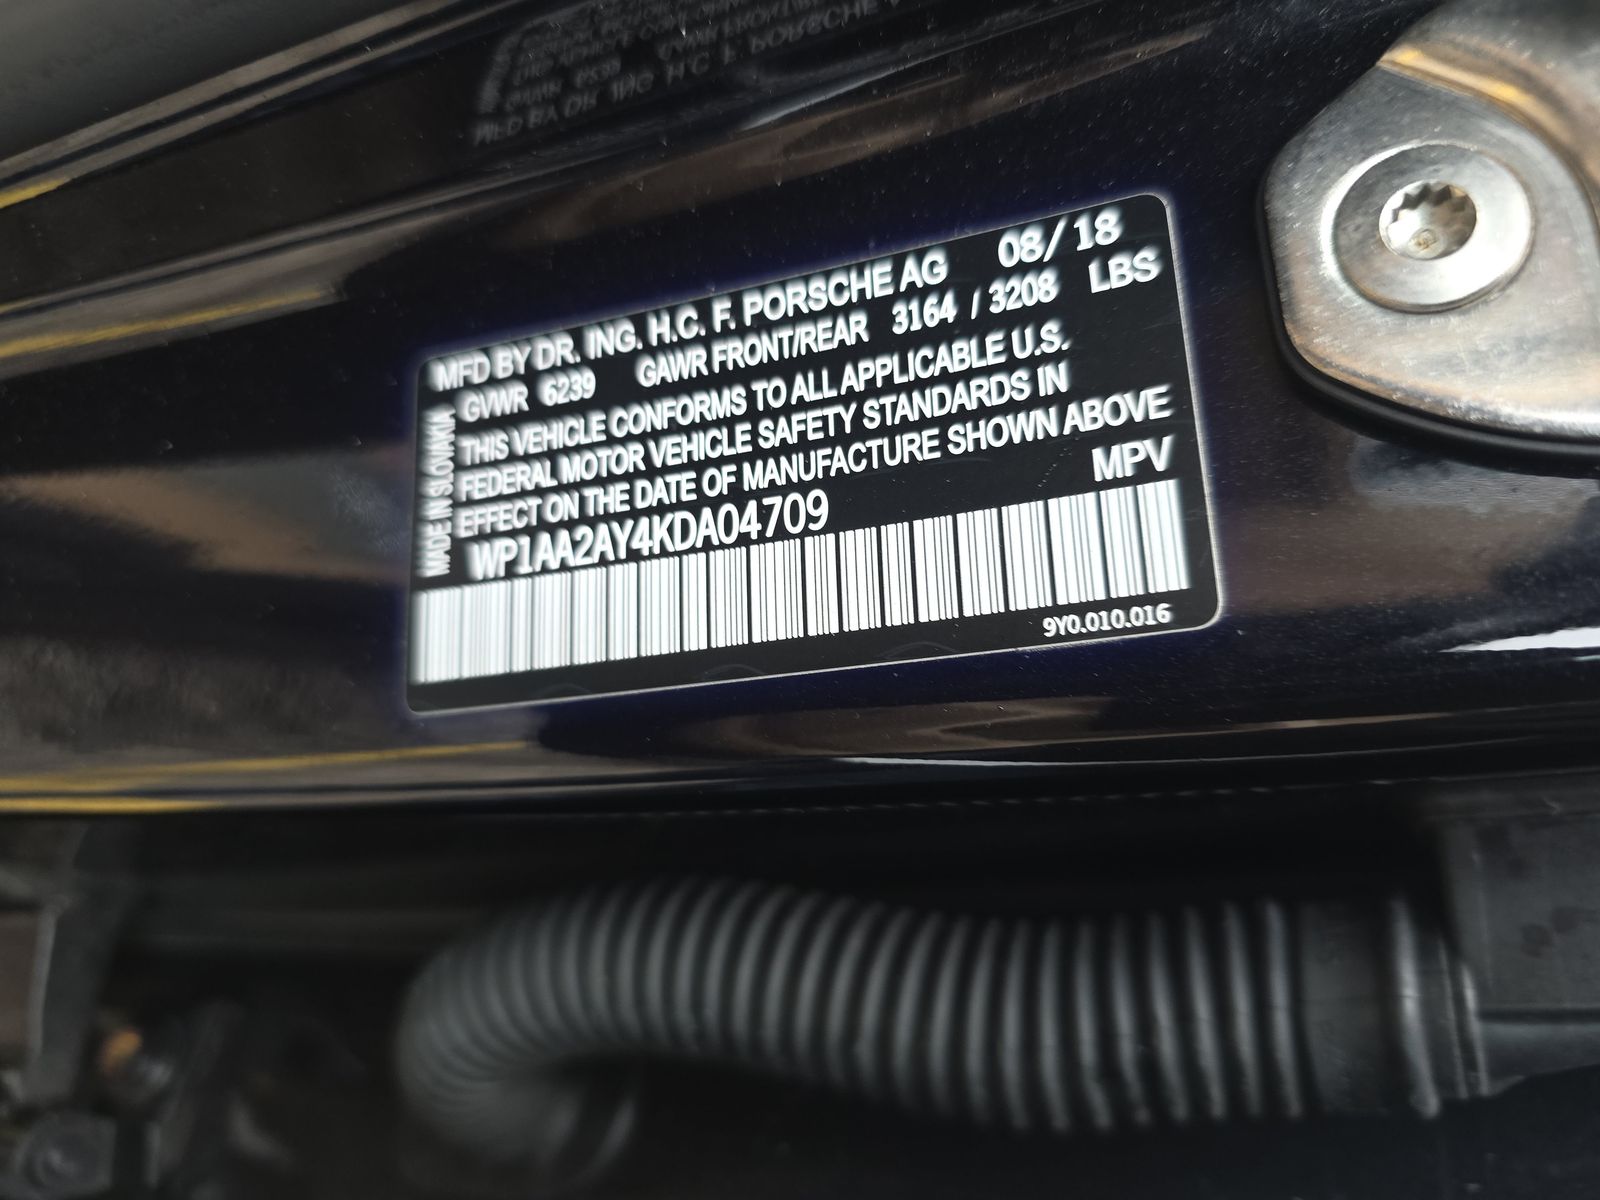 MFD BY DR. ING. H.C. F. PORSCHE AG 08/18
GVWR 6239 GAWR FRONT/REAR 3164 / 3208 LBS
THIS VEHICLE CONFORMS TO ALL APPLICABLE U.S.
FEDERAL MOTOR VEHICLE SAFETY STANDARDS IN
EFFECT ON THE DATE OF MANUFACTURE SHOWN ABOVE
WP1AA2AY4KDA04709 MPV
MADE IN SLOVAKIA
9Y0.010.016